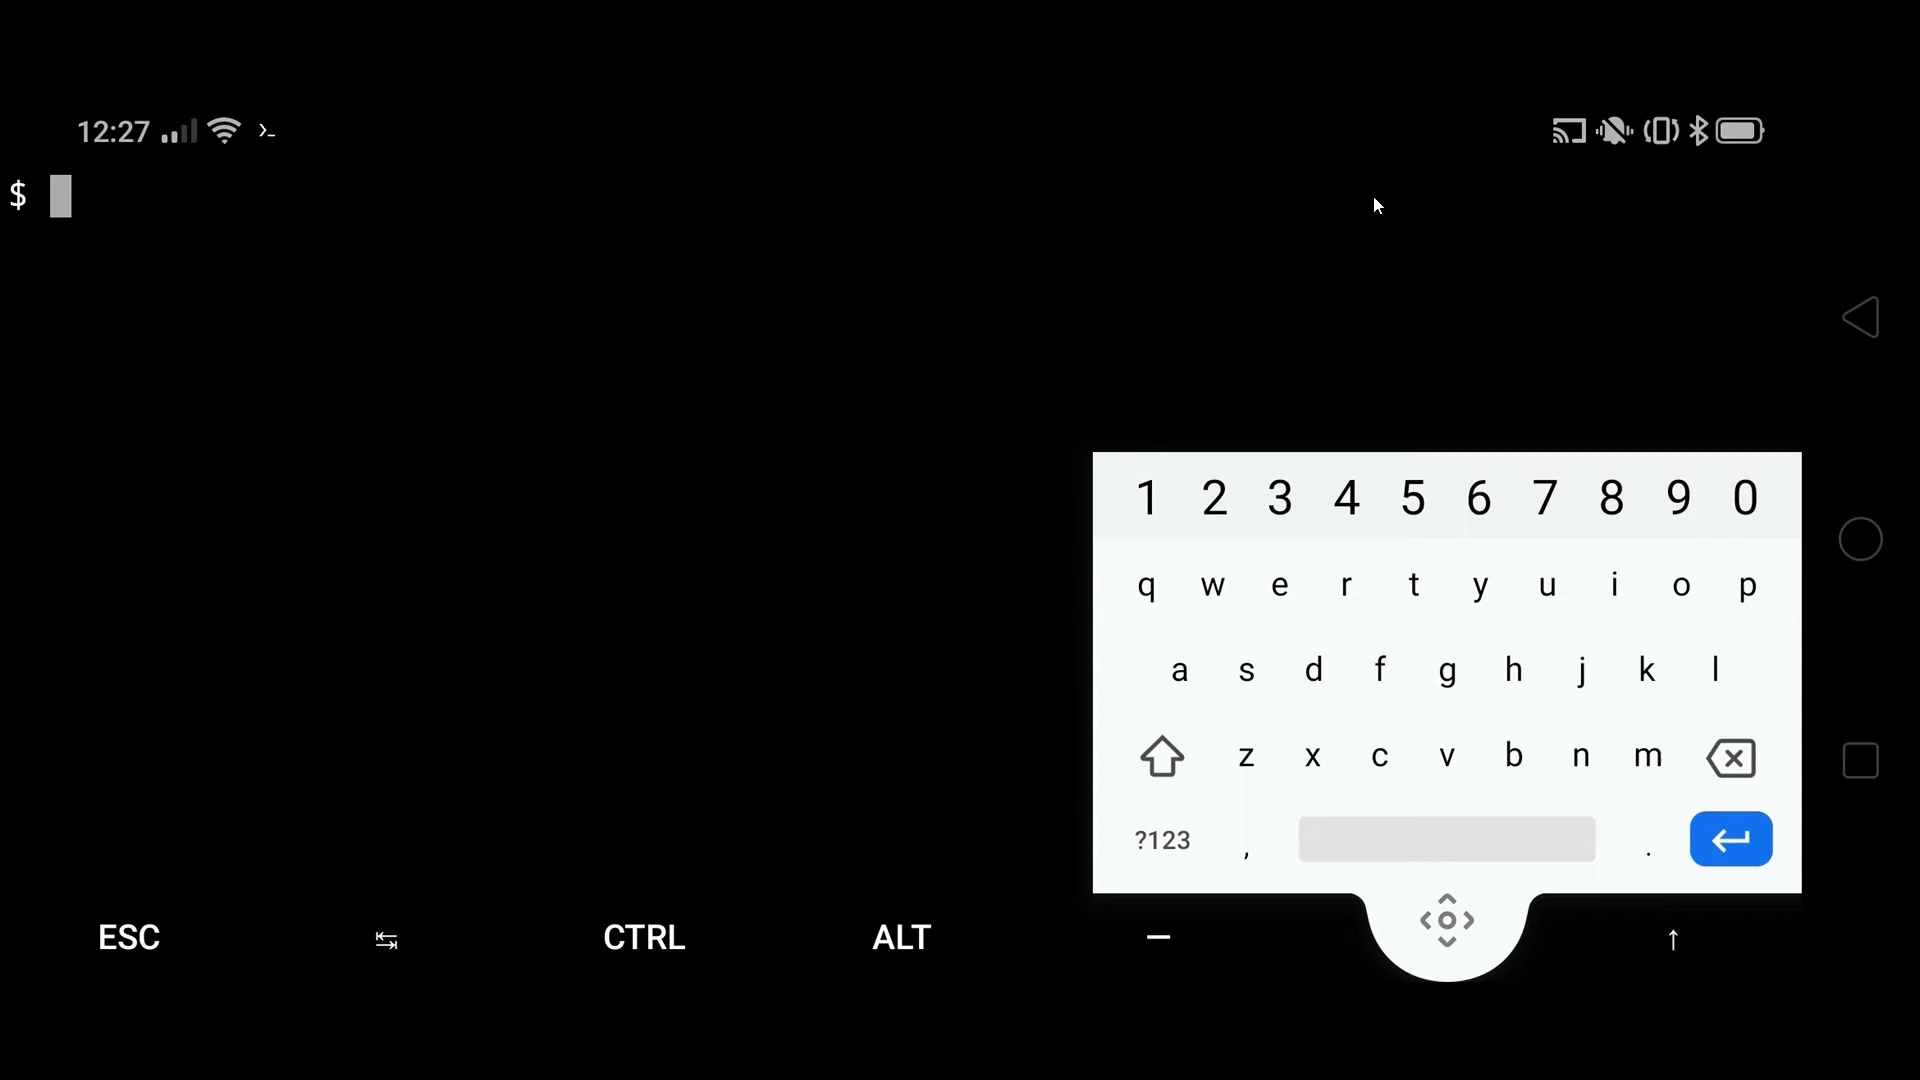 12:27
$
1 2 3 4 5 6 7 8 9 0
q w e r t y u i o p
a s d f g h j k l
z x c v b n m
?123 , .
ESC ↹ CTRL ALT — ↑